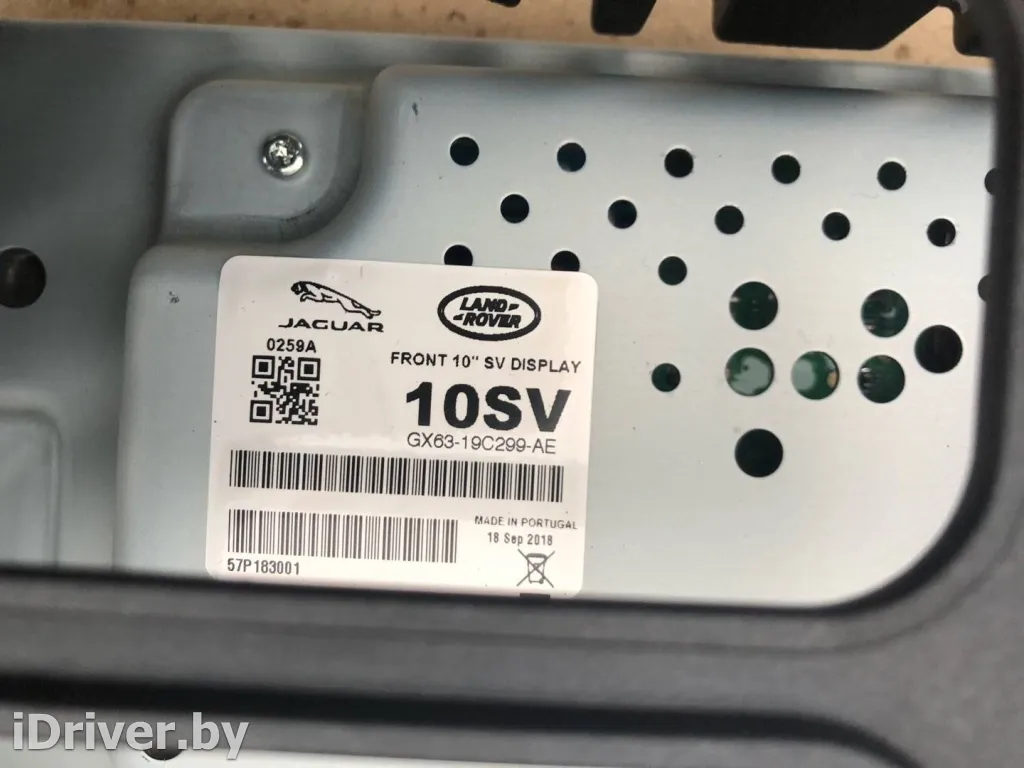 JAGUAR
LAND-
-ROVER
0259A
FRONT 10" SV DISPLAY
10SV
GX63-19C299-AE
MADE IN PORTUGAL
18 Sep 2018
57P183001
iDriver.by